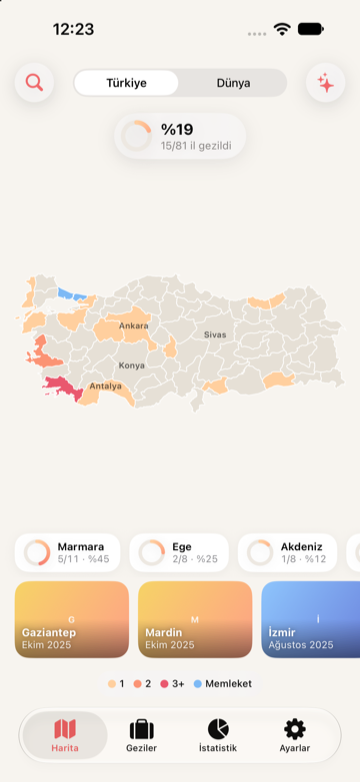 12:23
Türkiye
Dünya
%19
15/81 il gezildi
Ankara
Sivas
Konya
Antalya
Marmara
5/11 · %45
Ege
2/8 · %25
Akdeniz
1/8 · %12
G
Gaziantep
Ekim 2025
M
Mardin
Ekim 2025
İ
İzmir
Ağustos 2025
1
2
3+
Memleket
Harita
Geziler
İstatistik
Ayarlar